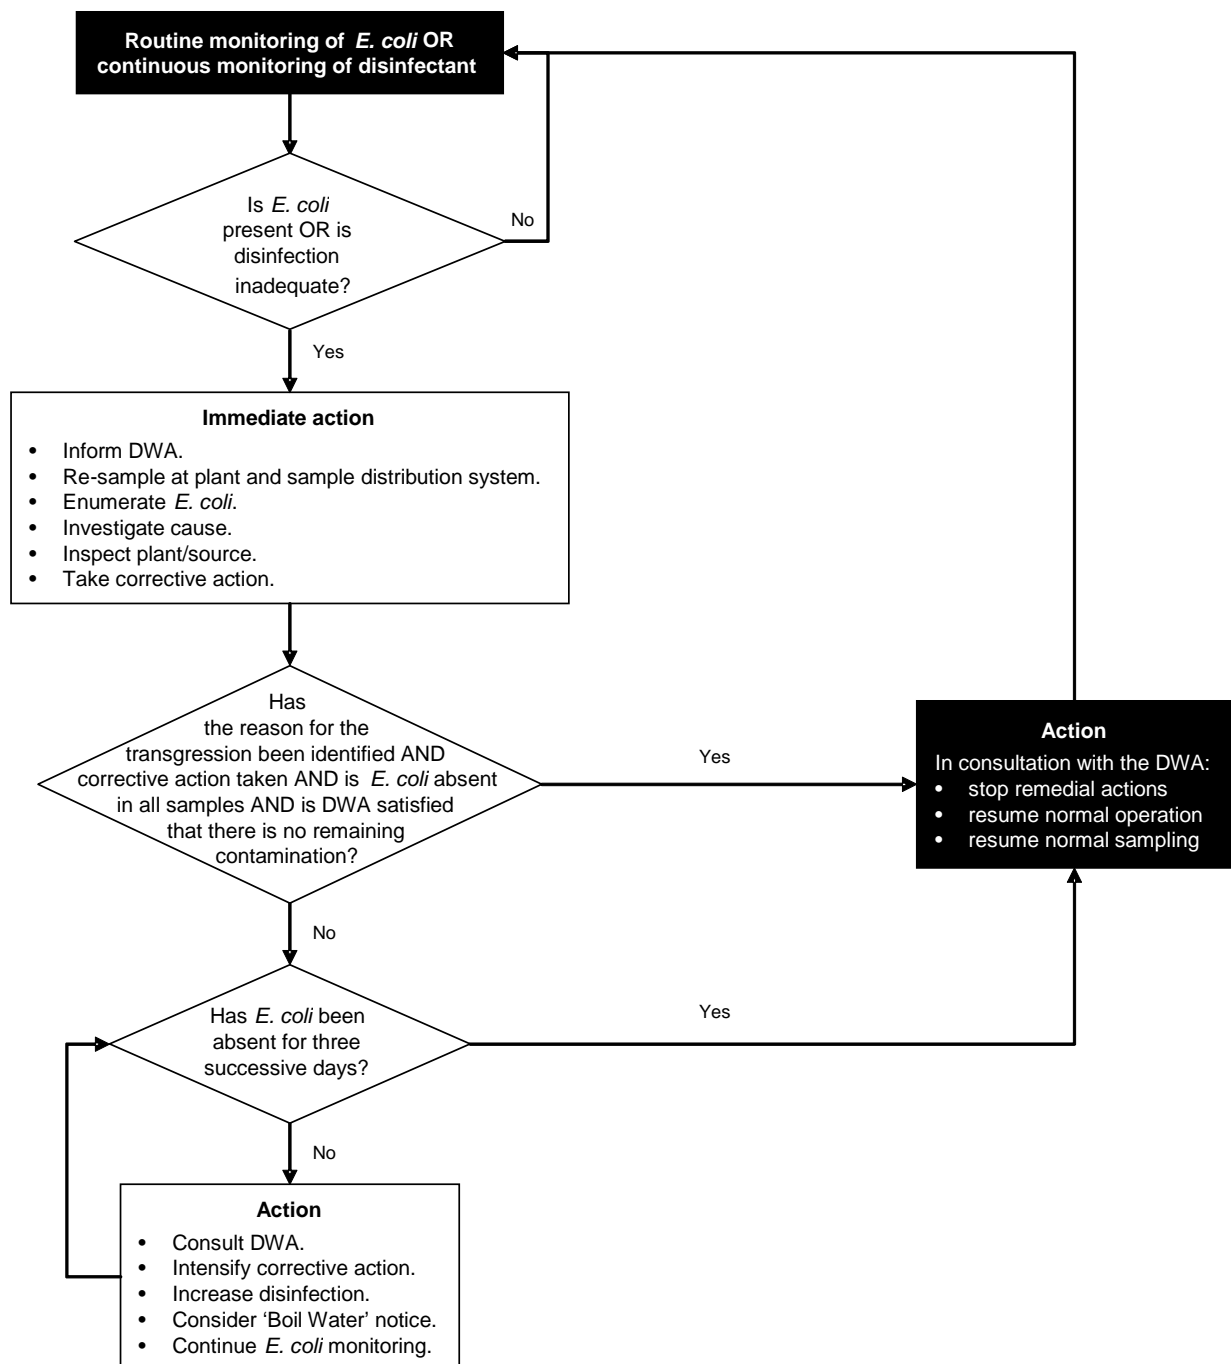 Routine monitoring of E. coli OR
continuous monitoring of disinfectant
Is E. coli
present OR is
disinfection
inadequate?
No
Yes
Immediate action
• Inform DWA.
• Re-sample at plant and sample distribution system.
• Enumerate E. coli.
• Investigate cause.
• Inspect plant/source.
• Take corrective action.
Has
the reason for the
transgression been identified AND
corrective action taken AND is E. coli absent
in all samples AND is DWA satisfied
that there is no remaining
contamination?
Yes
Action
In consultation with the DWA:
• stop remedial actions
• resume normal operation
• resume normal sampling
No
Has E. coli been
absent for three
successive days?
Yes
No
Action
• Consult DWA.
• Intensify corrective action.
• Increase disinfection.
• Consider ‘Boil Water’ notice.
• Continue E. coli monitoring.